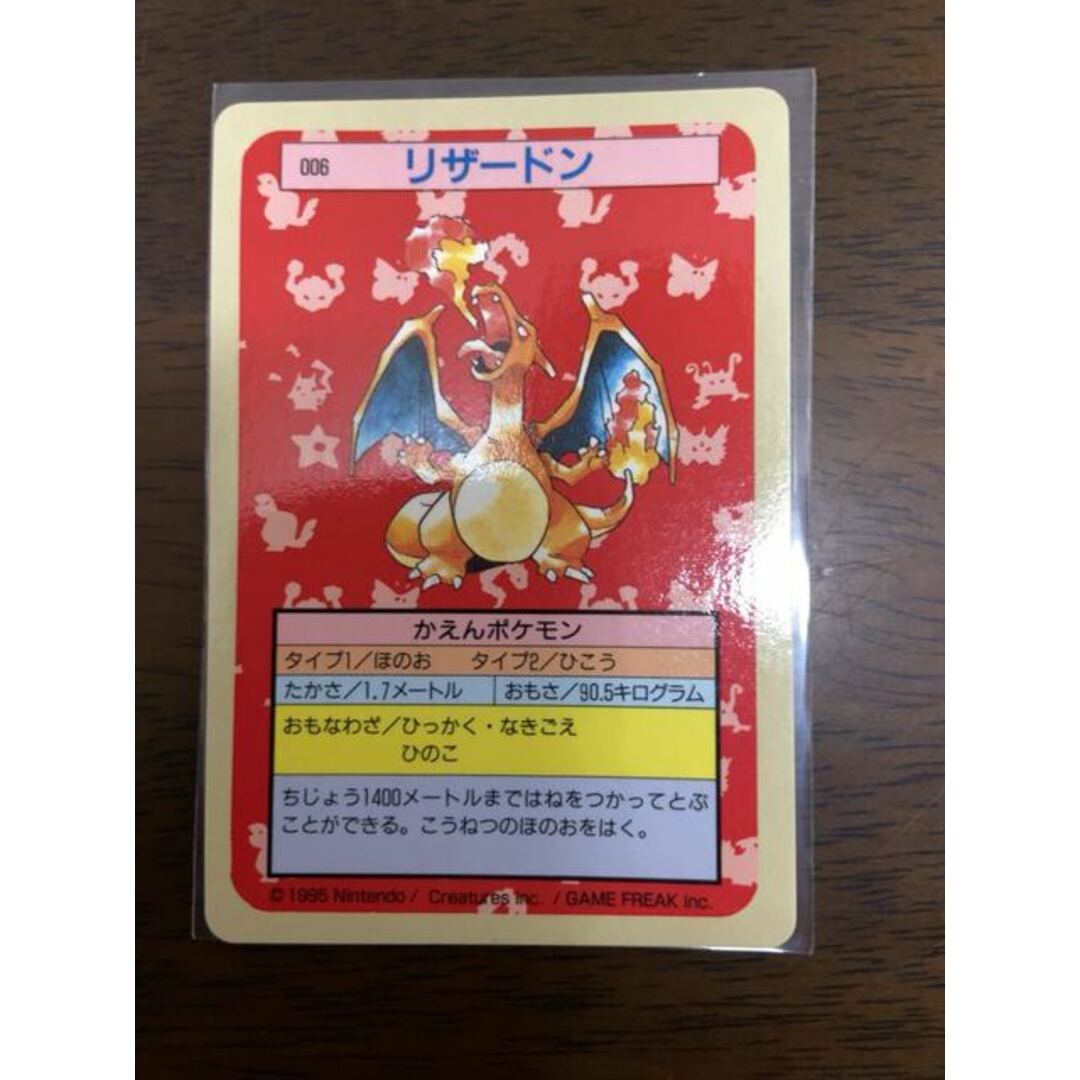 006 リザードン
かえんポケモン
タイプ1/ほのお タイプ2/ひこう
たかさ/1.7メートル おもさ/90.5キログラム
おもなわざ/ひっかく・なきごえ
ひのこ
ちじょう1400メートルまではねをつかってとぶ
ことができる。こうねつのほのおをはく。
© 1995 Nintendo / Creatures inc. / GAME FREAK inc.